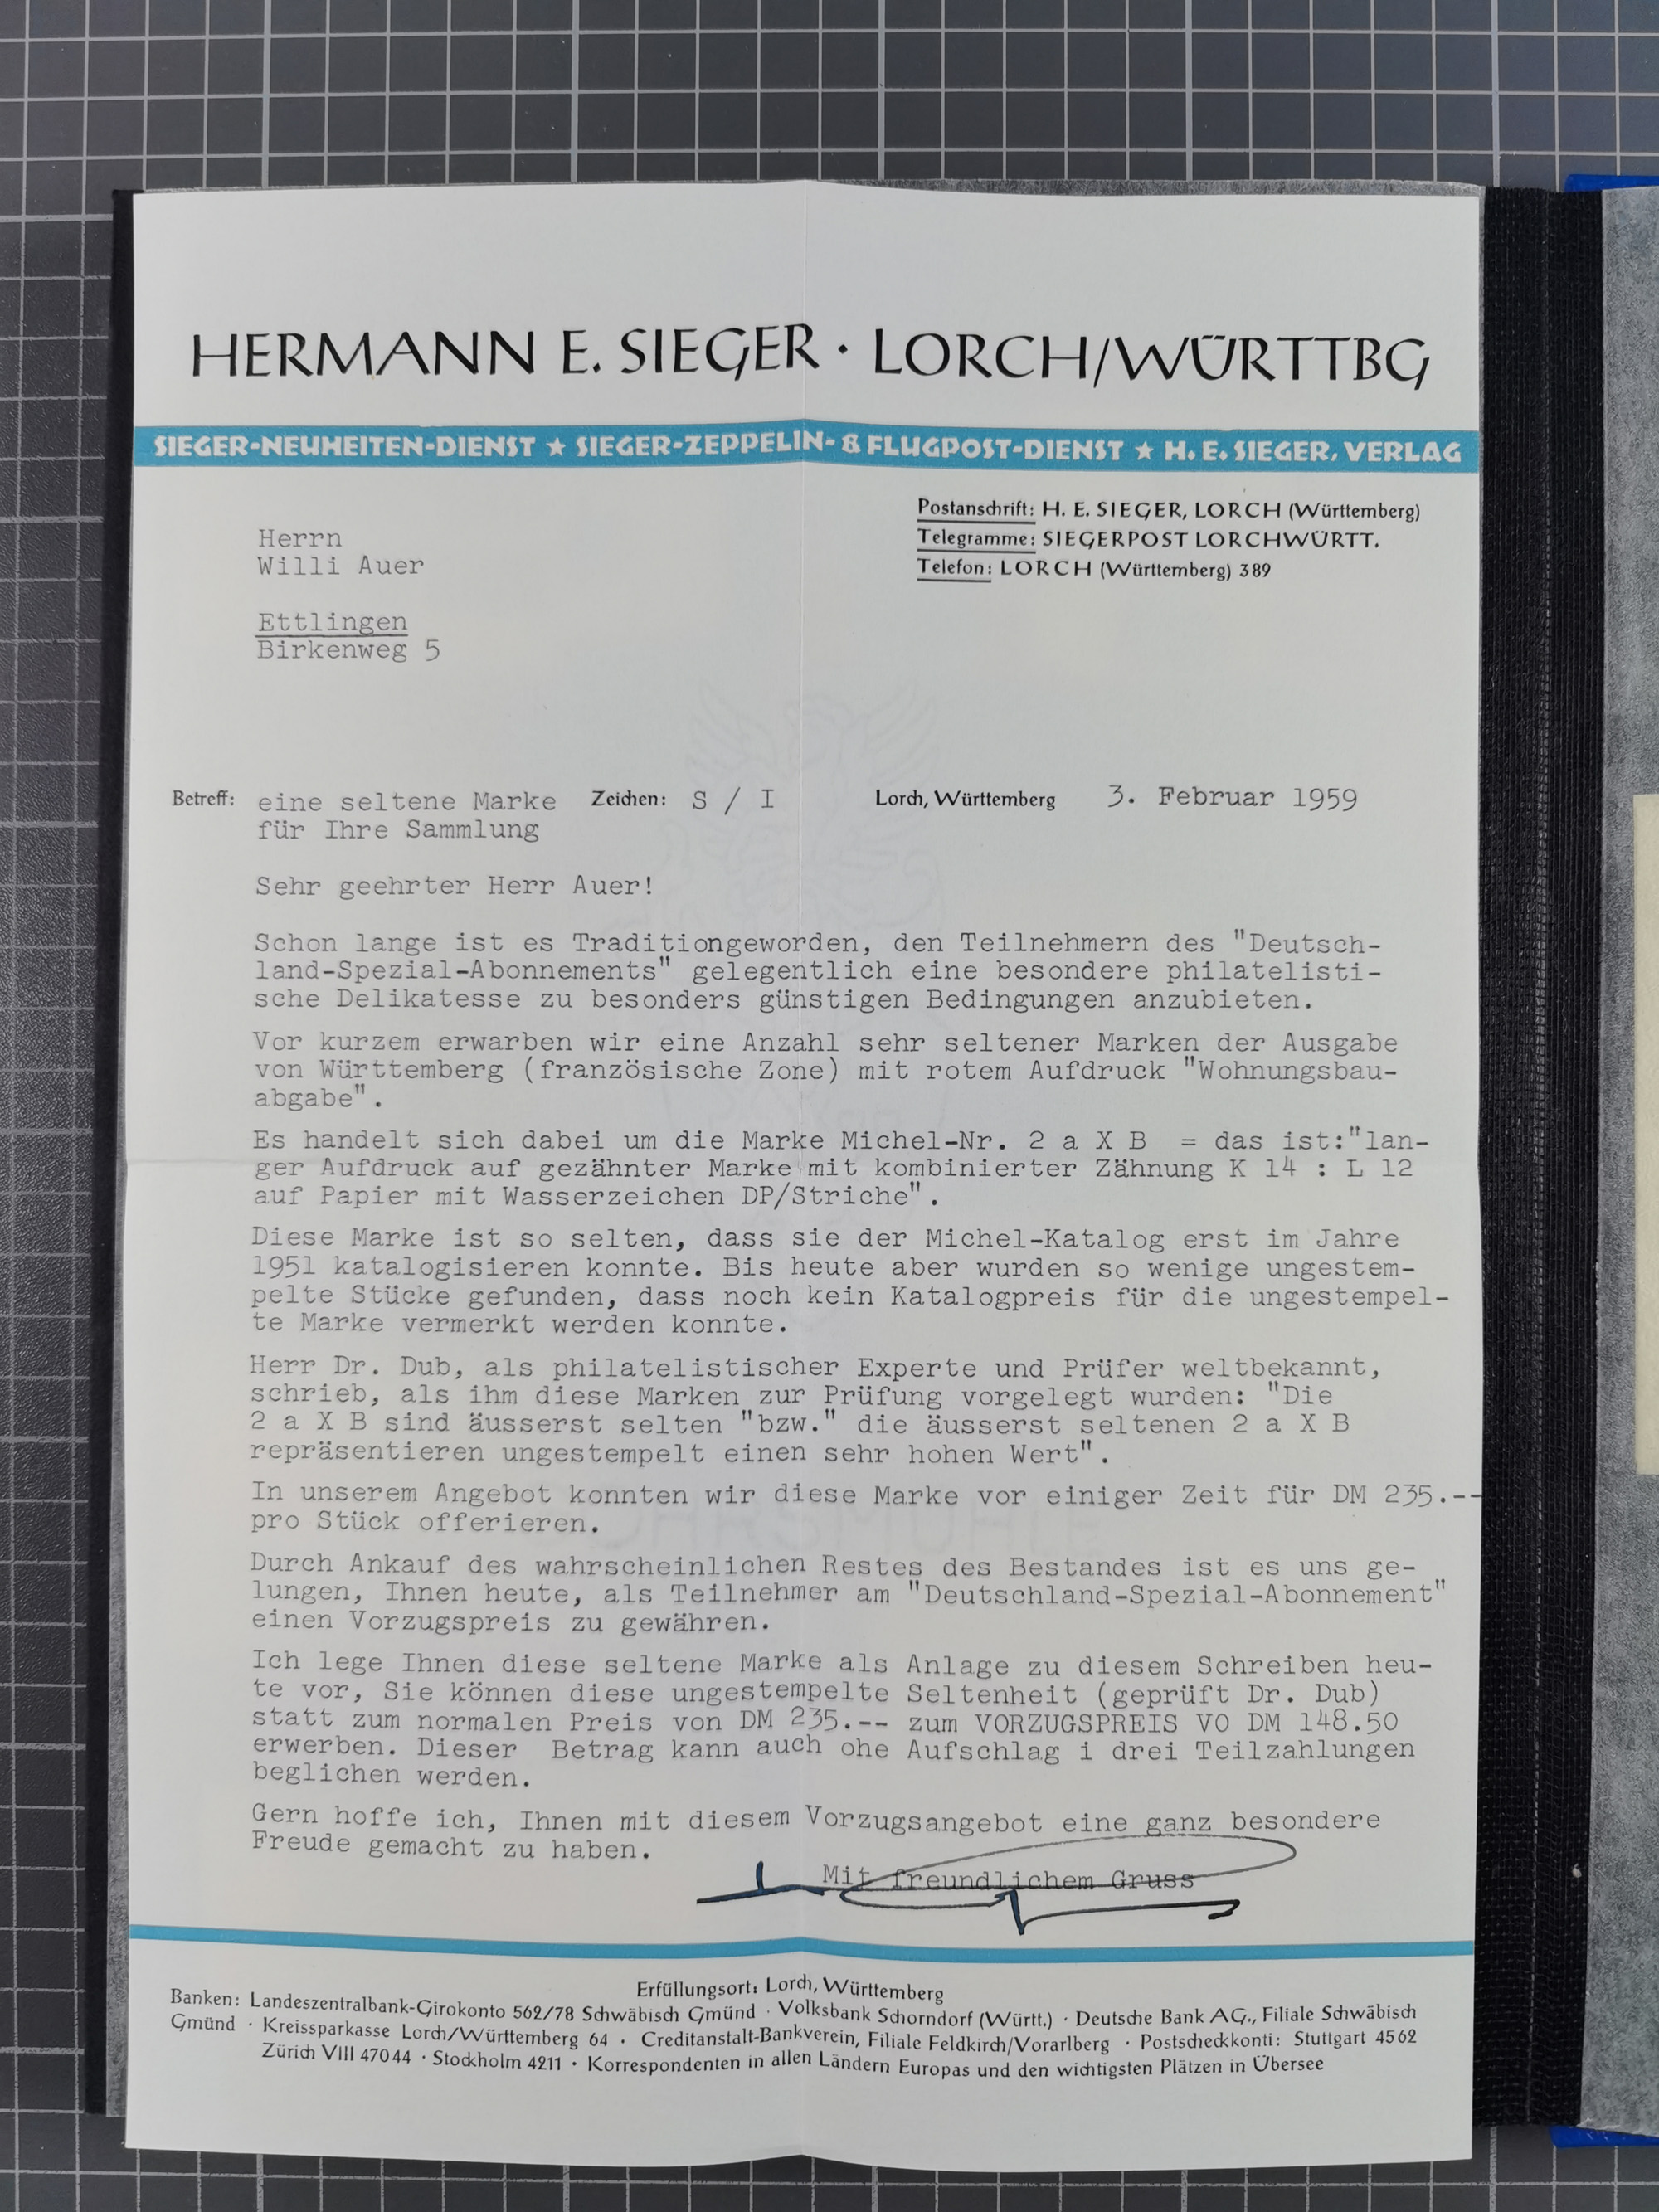 HERMANN E. SIEGER · LORCH/WÜRTTBG
SIEGER-NEUHEITEN-DIENST ★ SIEGER-ZEPPELIN- & FLUGPOST-DIENST ★ H. E. SIEGER, VERLAG
Postanschrift: H. E. SIEGER, LORCH (Württemberg)
Telegramme: SIEGERPOST LORCHWÜRTT.
Telefon: LORCH (Württemberg) 389
Herrn
Willi Auer
Ettlingen
Birkenweg 5
Betreff: eine seltene Marke Zeichen: S / I Lorch, Württemberg 3. Februar 1959
für Ihre Sammlung
Sehr geehrter Herr Auer!
Schon lange ist es Traditiongeworden, den Teilnehmern des "Deutsch-
land-Spezial-Abonnements" gelegentlich eine besondere philatelisti-
sche Delikatesse zu besonders günstigen Bedingungen anzubieten.
Vor kurzem erwarben wir eine Anzahl sehr seltener Marken der Ausgabe
von Württemberg (französische Zone) mit rotem Aufdruck "Wohnungsbau-
abgabe".
Es handelt sich dabei um die Marke Michel-Nr. 2 a X B = das ist:"lan-
ger Aufdruck auf gezähnter Marke mit kombinierter Zähnung K 14 : L 12
auf Papier mit Wasserzeichen DP/Striche".
Diese Marke ist so selten, dass sie der Michel-Katalog erst im Jahre
1951 katalogisieren konnte. Bis heute aber wurden so wenige ungestem-
pelte Stücke gefunden, dass noch kein Katalogpreis für die ungestempel-
te Marke vermerkt werden konnte.
Herr Dr. Dub, als philatelistischer Experte und Prüfer weltbekannt,
schrieb, als ihm diese Marken zur Prüfung vorgelegt wurden: "Die
2 a X B sind äusserst selten "bzw." die äusserst seltenen 2 a X B
repräsentieren ungestempelt einen sehr hohen Wert".
In unserem Angebot konnten wir diese Marke vor einiger Zeit für DM 235.--
pro Stück offerieren.
Durch Ankauf des wahrscheinlichen Restes des Bestandes ist es uns ge-
lungen, Ihnen heute, als Teilnehmer am "Deutschland-Spezial-Abonnement"
einen Vorzugspreis zu gewähren.
Ich lege Ihnen diese seltene Marke als Anlage zu diesem Schreiben heu-
te vor, Sie können diese ungestempelte Seltenheit (geprüft Dr. Dub)
statt zum normalen Preis von DM 235.-- zum VORZUGSPREIS VO DM 148.50
erwerben. Dieser Betrag kann auch ohe Aufschlag i drei Teilzahlungen
beglichen werden.
Gern hoffe ich, Ihnen mit diesem Vorzugsangebot eine ganz besondere
Freude gemacht zu haben.
Mit freundlichem Gruss
Erfüllungsort: Lorch, Württemberg
Banken: Landeszentralbank-Girokonto 562/78 Schwäbisch Gmünd · Volksbank Schorndorf (Württ.) · Deutsche Bank AG., Filiale Schwäbisch
Gmünd · Kreissparkasse Lorch/Württemberg 64 · Creditanstalt-Bankverein, Filiale Feldkirch/Vorarlberg · Postscheckkonti: Stuttgart 4562
Zürich VIII 47044 · Stockholm 4211 · Korrespondenten in allen Ländern Europas und den wichtigsten Plätzen in Übersee